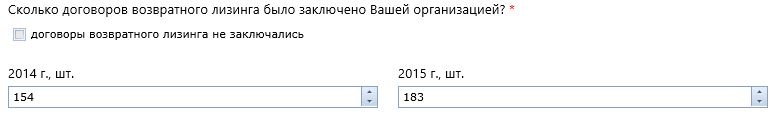 Сколько договоров возвратного лизинга было заключено Вашей организацией? *
договоры возвратного лизинга не заключались
2014 г., шт. 2015 г., шт.
154 183